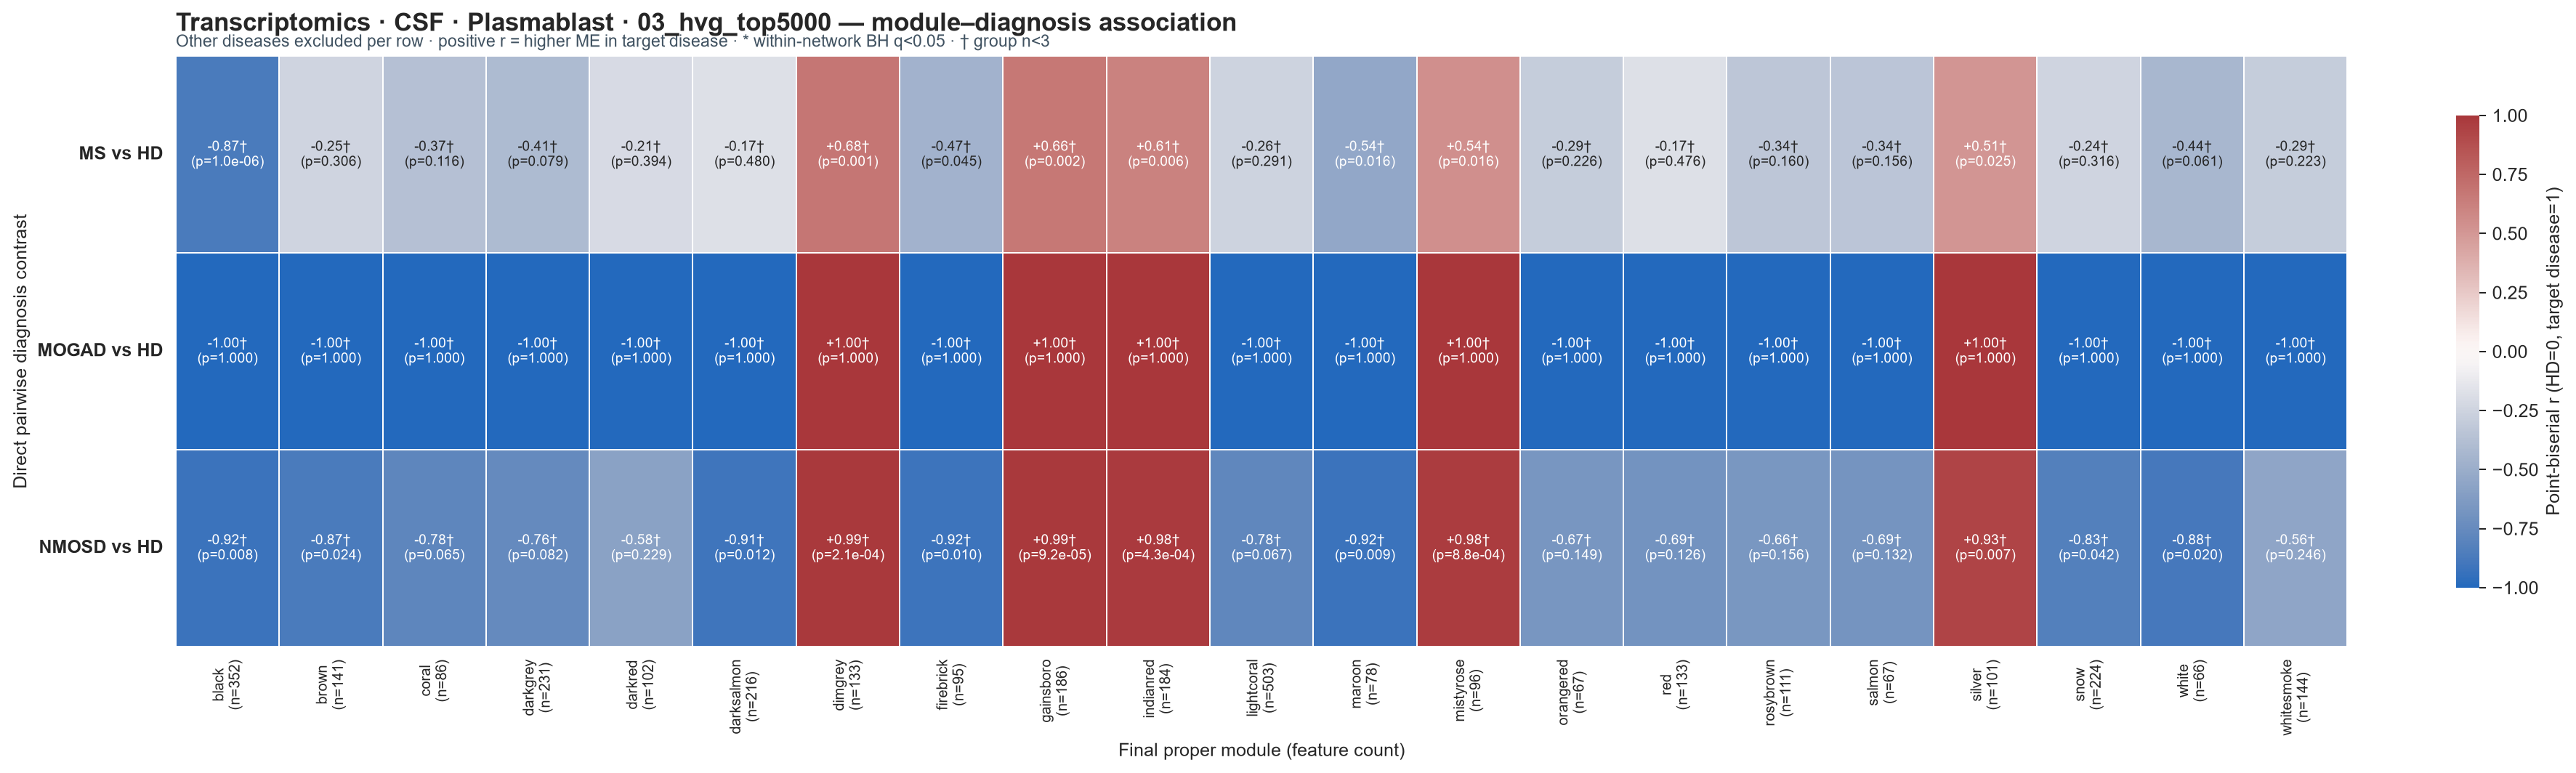 Transcriptomics · CSF · Plasmablast · 03_hvg_top5000 — module–diagnosis association
Other diseases excluded per row · positive r = higher ME in target disease · * within-network BH q<0.05 · † group n<3
Direct pairwise diagnosis contrast
MS vs HD
-0.87† -0.25† -0.37† -0.41† -0.21† -0.17† +0.68† -0.47† +0.66† +0.61† -0.26† -0.54† +0.54† -0.29† -0.17† -0.34† -0.34† +0.51† -0.24† -0.44† -0.29†
(p=1.0e-06) (p=0.306) (p=0.116) (p=0.079) (p=0.394) (p=0.480) (p=0.001) (p=0.045) (p=0.002) (p=0.006) (p=0.291) (p=0.016) (p=0.016) (p=0.226) (p=0.476) (p=0.160) (p=0.156) (p=0.025) (p=0.316) (p=0.061) (p=0.223)
MOGAD vs HD
-1.00† -1.00† -1.00† -1.00† -1.00† -1.00† +1.00† -1.00† +1.00† +1.00† -1.00† -1.00† +1.00† -1.00† -1.00† -1.00† -1.00† +1.00† -1.00† -1.00† -1.00†
(p=1.000) (p=1.000) (p=1.000) (p=1.000) (p=1.000) (p=1.000) (p=1.000) (p=1.000) (p=1.000) (p=1.000) (p=1.000) (p=1.000) (p=1.000) (p=1.000) (p=1.000) (p=1.000) (p=1.000) (p=1.000) (p=1.000) (p=1.000) (p=1.000)
NMOSD vs HD
-0.92† -0.87† -0.78† -0.76† -0.58† -0.91† +0.99† -0.92† +0.99† +0.98† -0.78† -0.92† +0.98† -0.67† -0.69† -0.66† -0.69† +0.93† -0.83† -0.88† -0.56†
(p=0.008) (p=0.024) (p=0.065) (p=0.082) (p=0.229) (p=0.012) (p=2.1e-04) (p=0.010) (p=9.2e-05) (p=4.3e-04) (p=0.067) (p=0.009) (p=8.8e-04) (p=0.149) (p=0.126) (p=0.156) (p=0.132) (p=0.007) (p=0.042) (p=0.020) (p=0.246)
black
(n=352)
brown
(n=141)
coral
(n=86)
darkgrey
(n=231)
darkred
(n=102)
darksalmon
(n=216)
dimgrey
(n=133)
firebrick
(n=95)
gainsboro
(n=186)
indianred
(n=184)
lightcoral
(n=503)
maroon
(n=78)
mistyrose
(n=96)
orangered
(n=67)
red
(n=133)
rosybrown
(n=111)
salmon
(n=67)
silver
(n=101)
snow
(n=224)
white
(n=66)
whitesmoke
(n=144)
Final proper module (feature count)
1.00
0.75
0.50
0.25
0.00
−0.25
−0.50
−0.75
−1.00
Point-biserial r (HD=0, target disease=1)